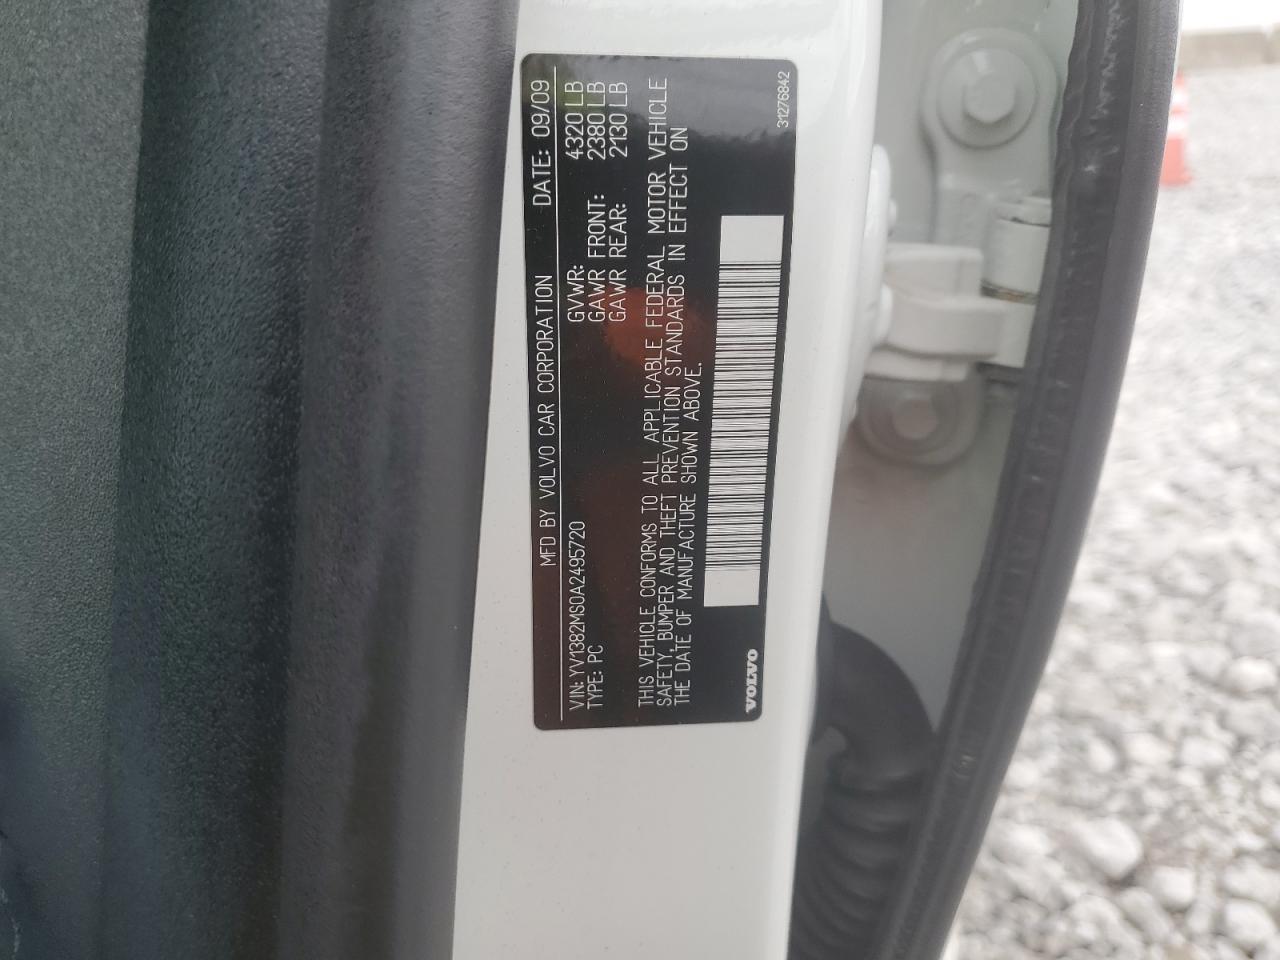 MFD BY VOLVO CAR CORPORATION DATE: 09/09
VIN: YV1382MS0A2495720 GVWR: 4320 LB
TYPE: PC GAWR FRONT: 2380 LB
GAWR REAR: 2130 LB
THIS VEHICLE CONFORMS TO ALL APPLICABLE FEDERAL MOTOR VEHICLE
SAFETY, BUMPER AND THEFT PREVENTION STANDARDS IN EFFECT ON
THE DATE OF MANUFACTURE SHOWN ABOVE.
VOLVO
31276842